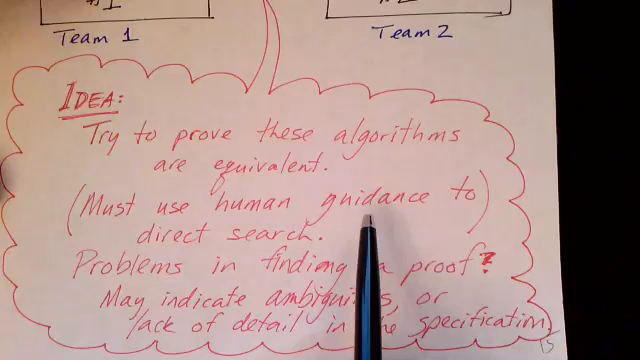 Team 1
Team 2
IDEA:
Try to prove these algorithms
are equivalent.
(Must use human guidance to)
direct search.
Problems in finding a proof?
May indicate ambiguities, or
lack of detail in the specification
15